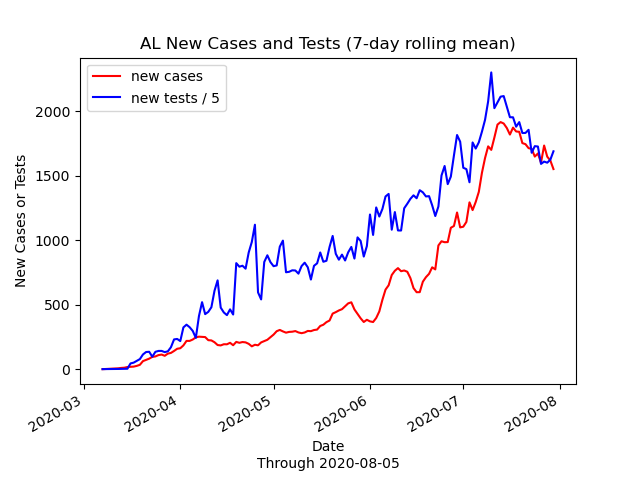 AL New Cases and Tests (7-day rolling mean)
new cases
new tests / 5
New Cases or Tests
2000
1500
1000
500
0
2020-03
2020-04
2020-05
2020-06
2020-07
2020-08
Date
Through 2020-08-05